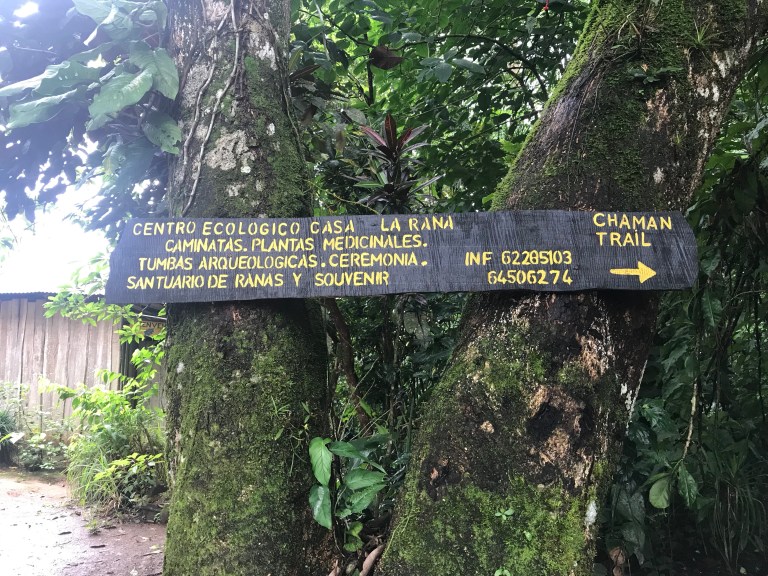 CENTRO ECOLOGICO CASA LA RANA
CAMINATAS. PLANTAS MEDICINALES.
TUMBAS ARQUEOLOGICAS. CEREMONIA.
SANTUARIO DE RANAS Y SOUVENIR
INF 62285103
64506274
CHAMAN
TRAIL